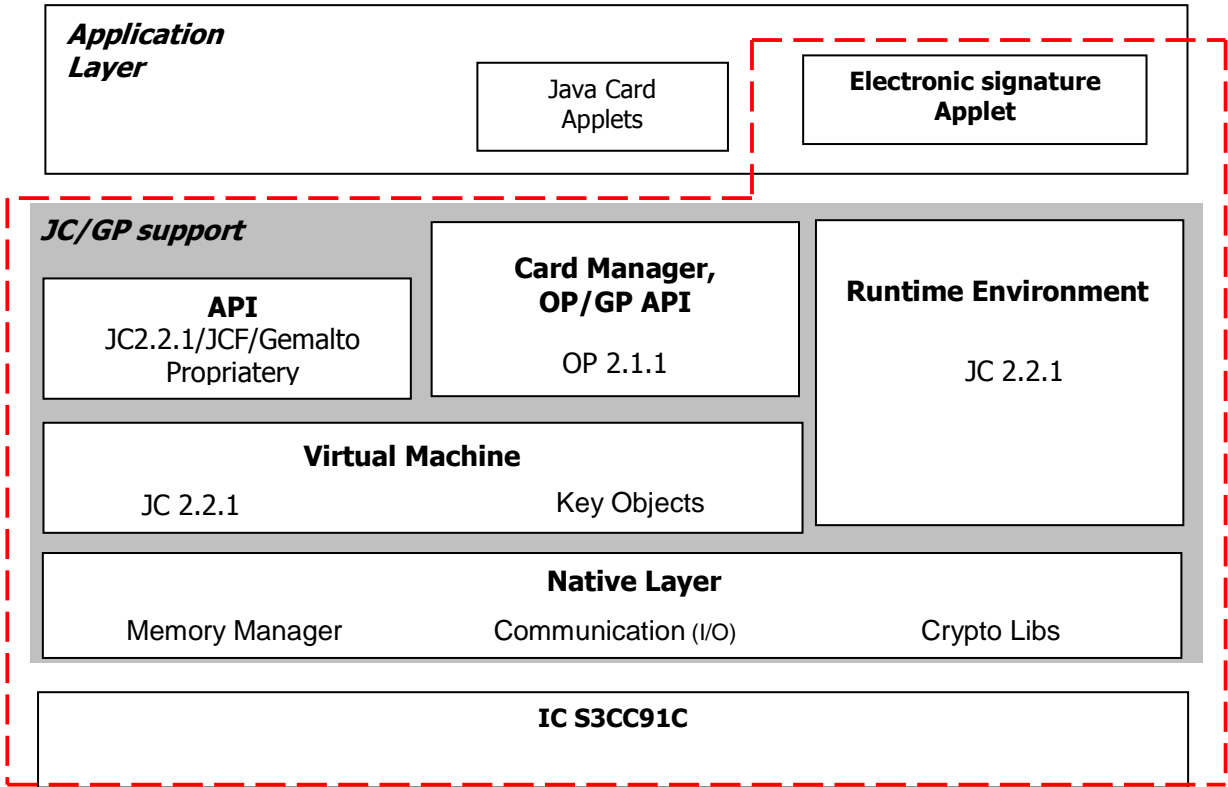 Application
Layer
Java Card
Applets
Electronic signature
Applet
JC/GP support
API
JC2.2.1/JCF/Gemalto
Propriatery
Card Manager,
OP/GP API
OP 2.1.1
Runtime Environment
JC 2.2.1
Virtual Machine
JC 2.2.1 Key Objects
Native Layer
Memory Manager Communication (I/O) Crypto Libs
IC S3CC91C